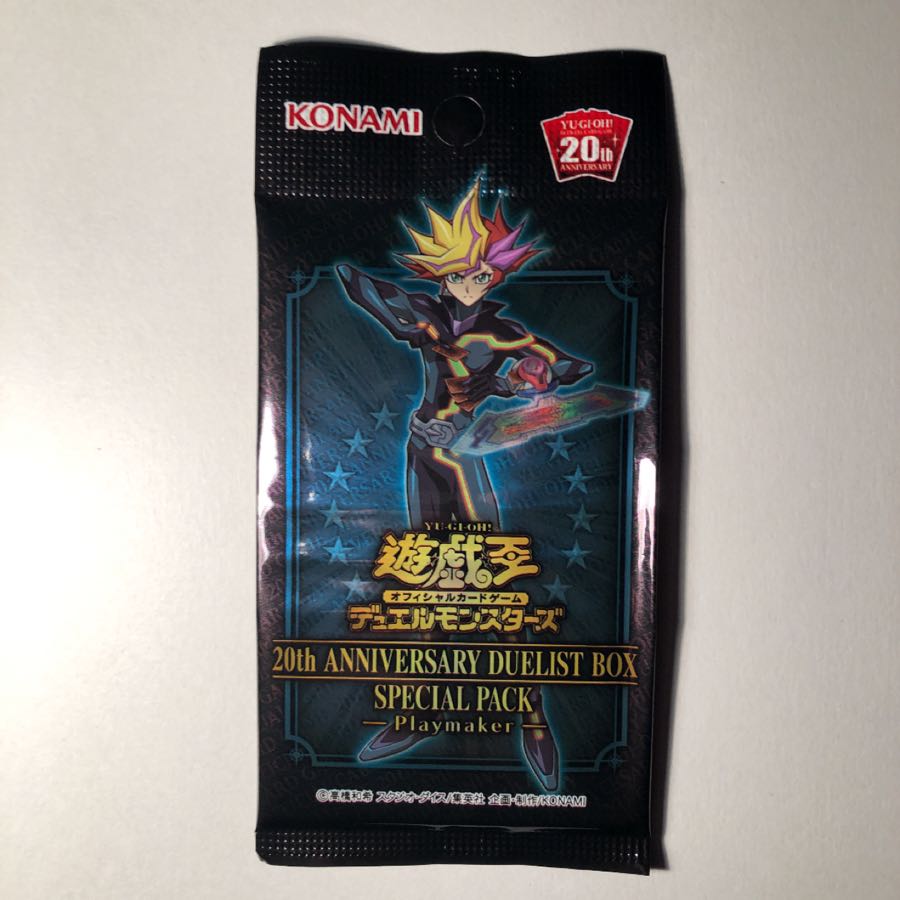 KONAMI
YU-GI-OH!
20th
ANNIVERSARY
YU-GI-OH!
遊戯王
オフィシャルカードゲーム
デュエルモンスターズ
20th ANNIVERSARY DUELIST BOX
SPECIAL PACK
— Playmaker —
©高橋和希 スタジオ・ダイス/集英社 企画・制作/KONAMI